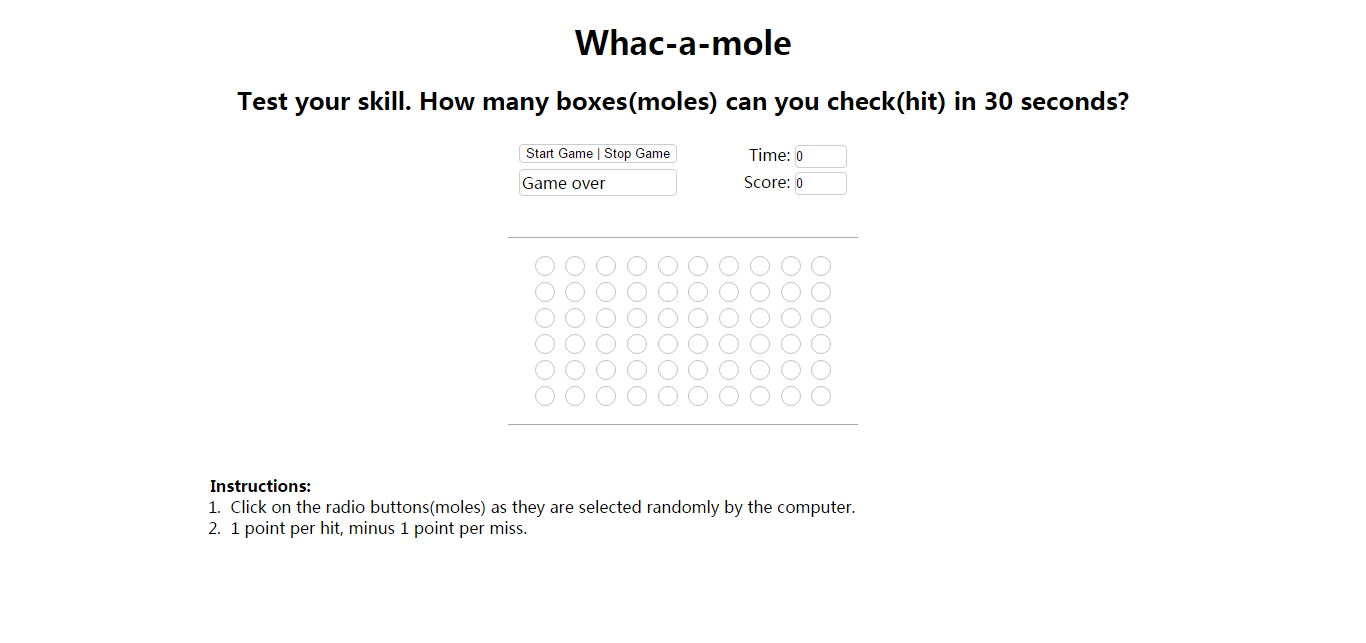 Whac-a-mole
Test your skill. How many boxes(moles) can you check(hit) in 30 seconds?
Start Game | Stop Game
Time: 0
Game over
Score: 0
Instructions:
1. Click on the radio buttons(moles) as they are selected randomly by the computer.
2. 1 point per hit, minus 1 point per miss.